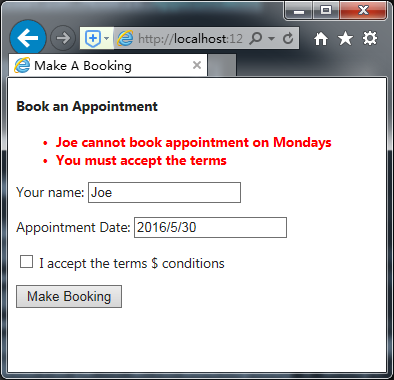 http://localhost:12
Make A Booking
Book an Appointment
• Joe cannot book appointment on Mondays
• You must accept the terms
Your name: Joe
Appointment Date: 2016/5/30
I accept the terms $ conditions
Make Booking